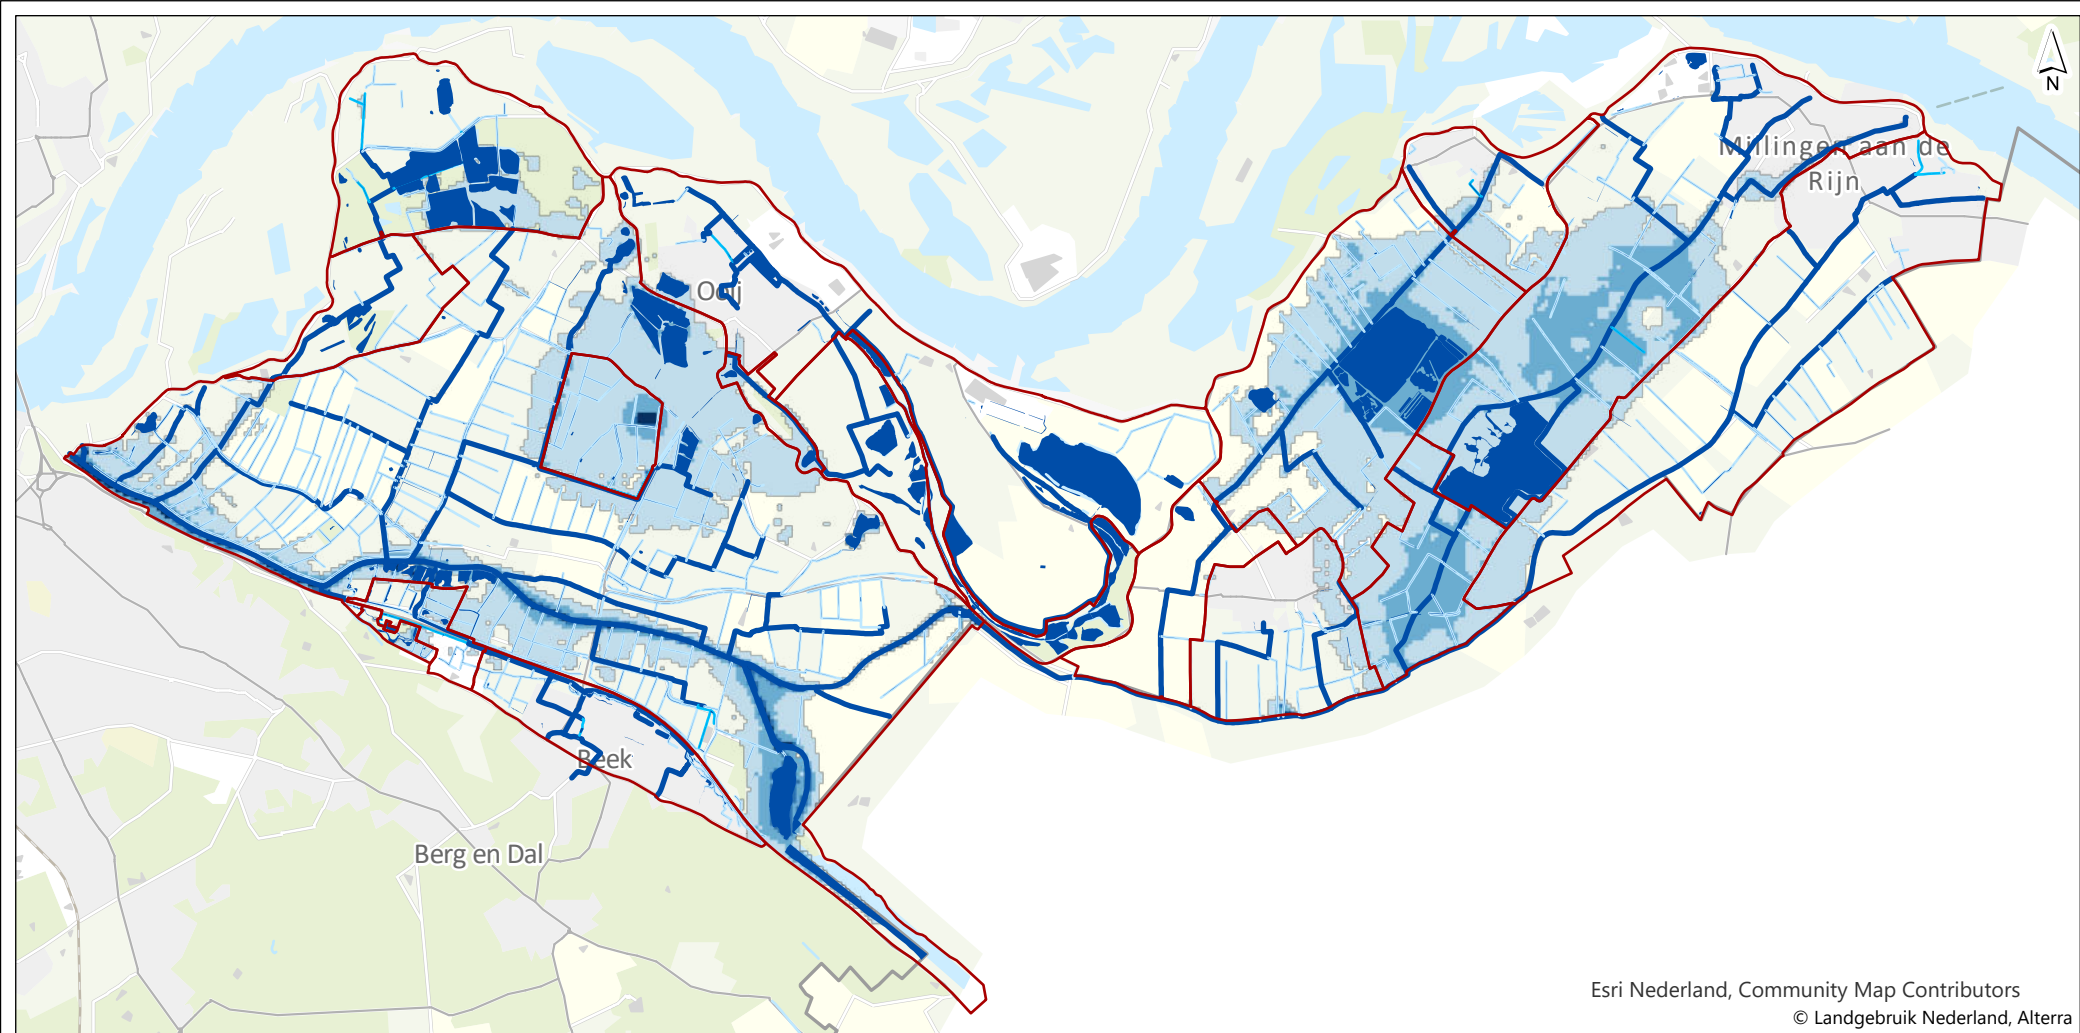 N
Millingen aan de
Rijn
Ooij
Beek
Berg en Dal
Esri Nederland, Community Map Contributors
© Landgebruik Nederland, Alterra